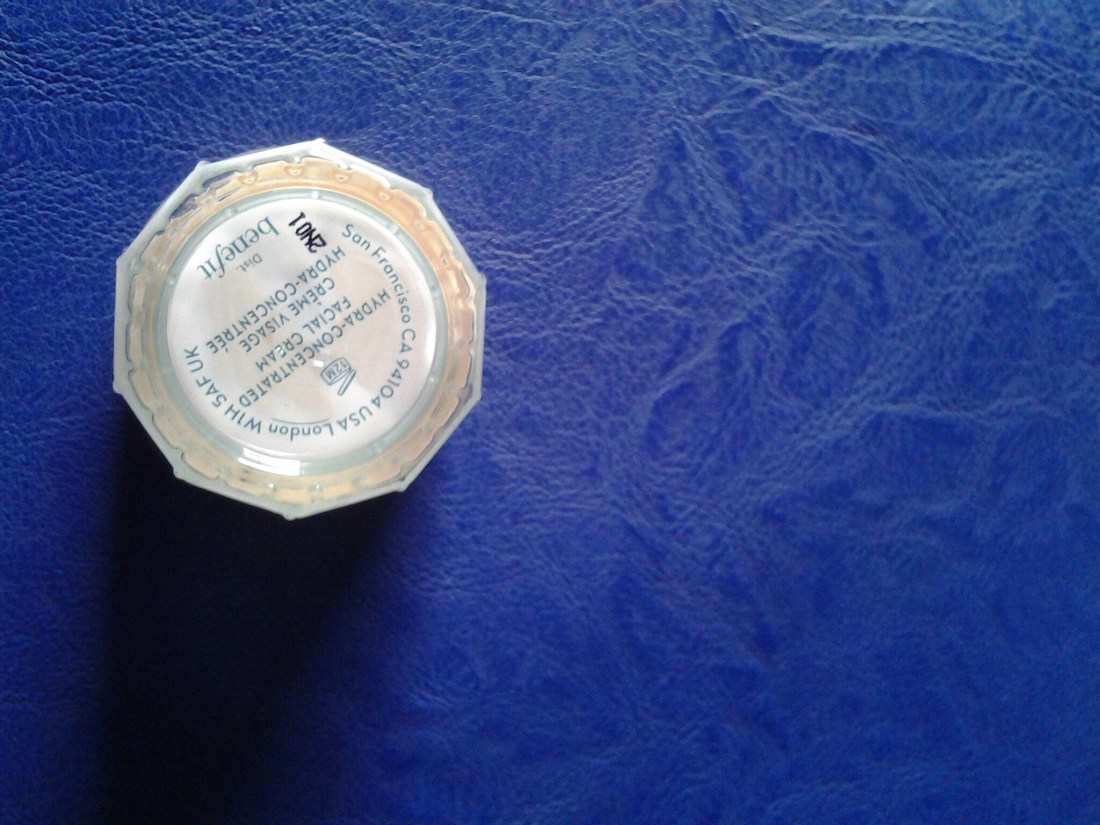 HYDRA-CONCENTRATED
FACIAL CREAM
CRÈME VISAGE
HYDRA-CONCENTRÉE
12M
Dist.
benefit
San Francisco CA 94104 USA London W1H 5AF UK
2N01